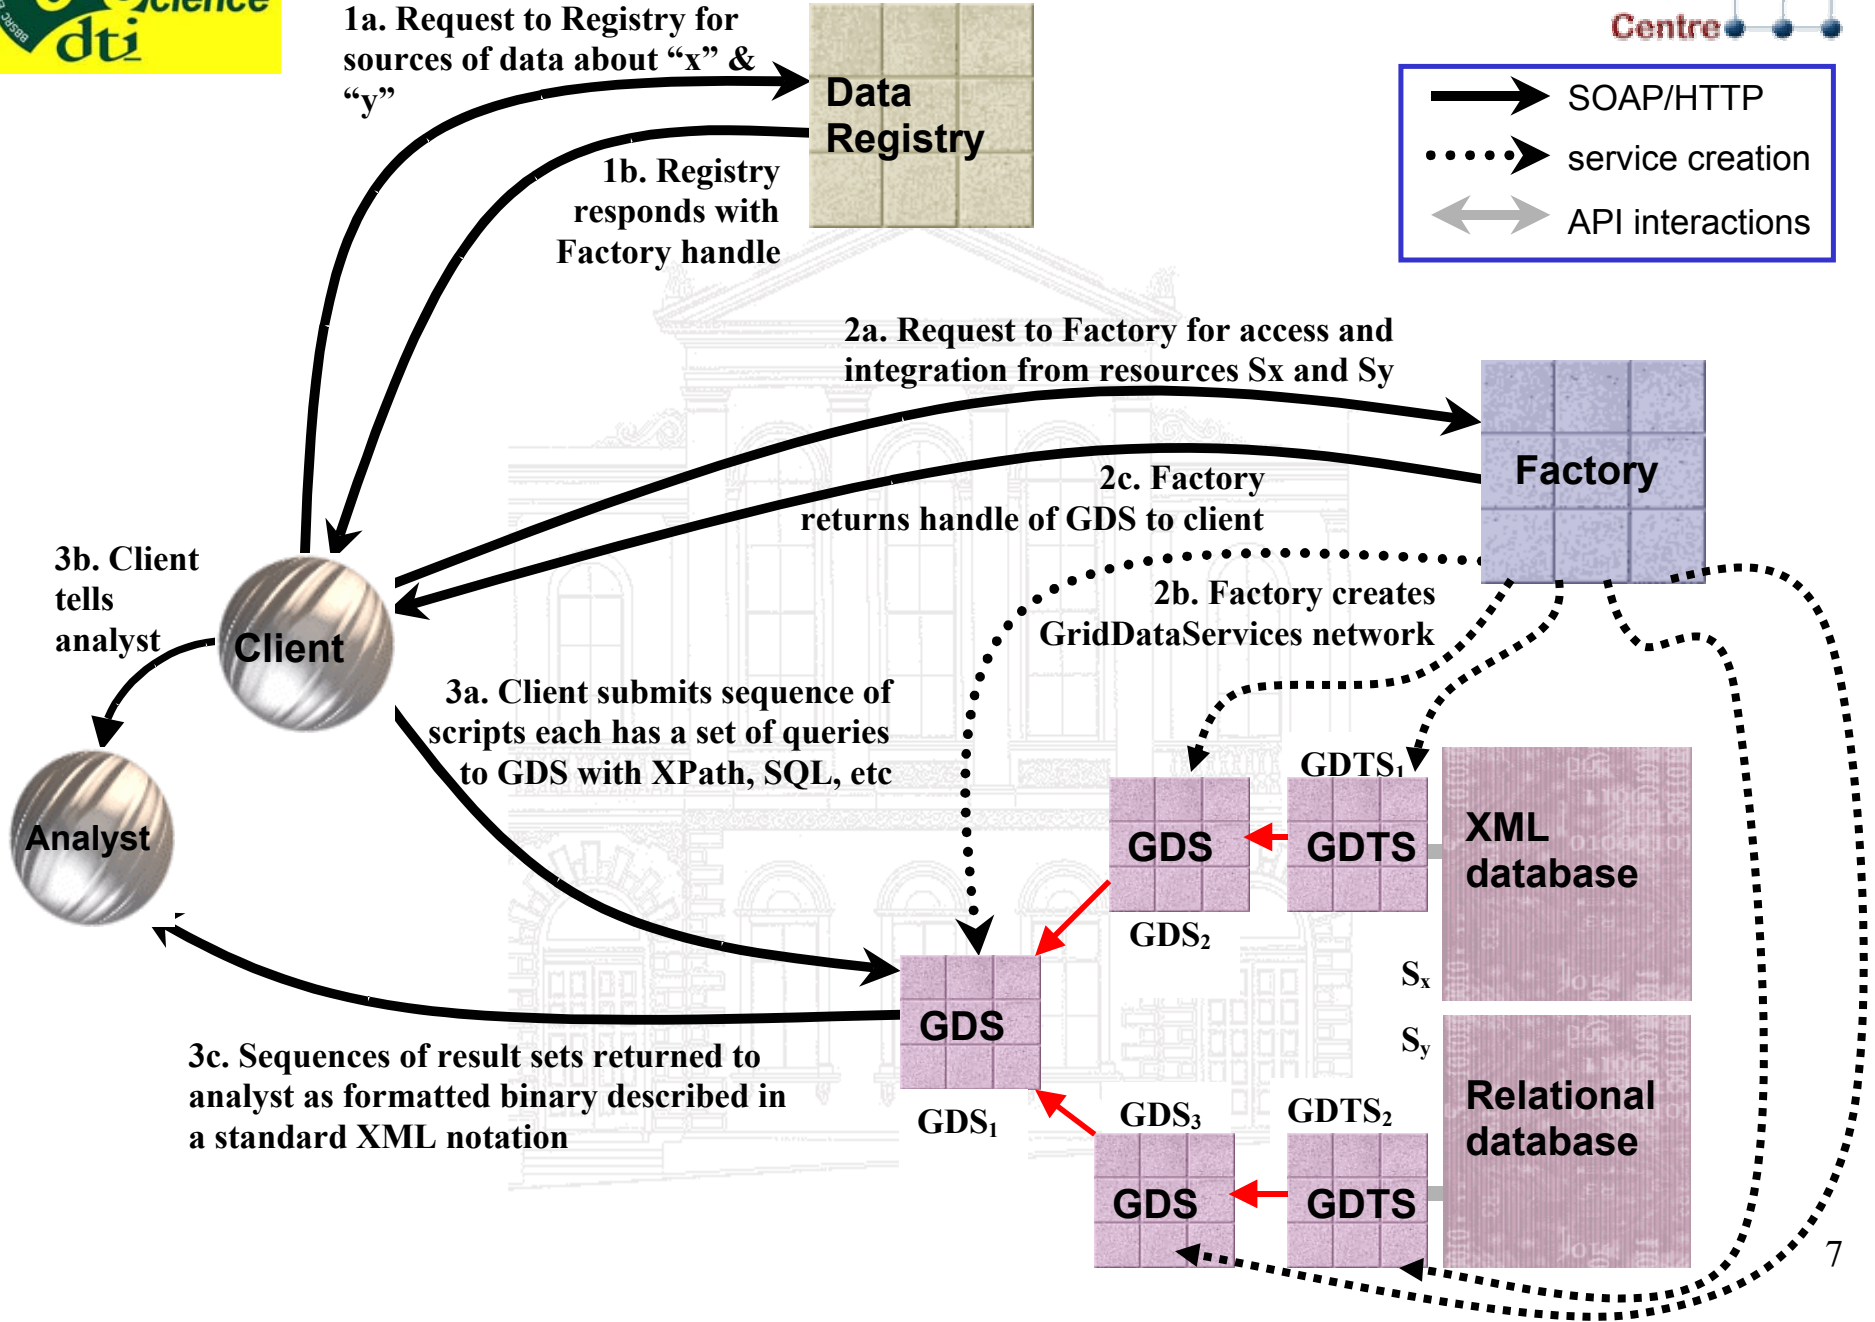 cience
BBSRC
dti
Centre
1a. Request to Registry for
sources of data about “x” &
“y”
Data
Registry
1b. Registry
responds with
Factory handle
SOAP/HTTP
service creation
API interactions
2a. Request to Factory for access and
integration from resources Sx and Sy
Factory
2c. Factory
returns handle of GDS to client
2b. Factory creates
GridDataServices network
3b. Client
tells
analyst
Client
3a. Client submits sequence of
scripts each has a set of queries
to GDS with XPath, SQL, etc
Analyst
GDTS1
GDS
GDTS
XML
database
GDS2
Sx
GDS
GDS1
Sy
3c. Sequences of result sets returned to
analyst as formatted binary described in
a standard XML notation
GDS3
GDTS2
Relational
database
GDS
GDTS
7